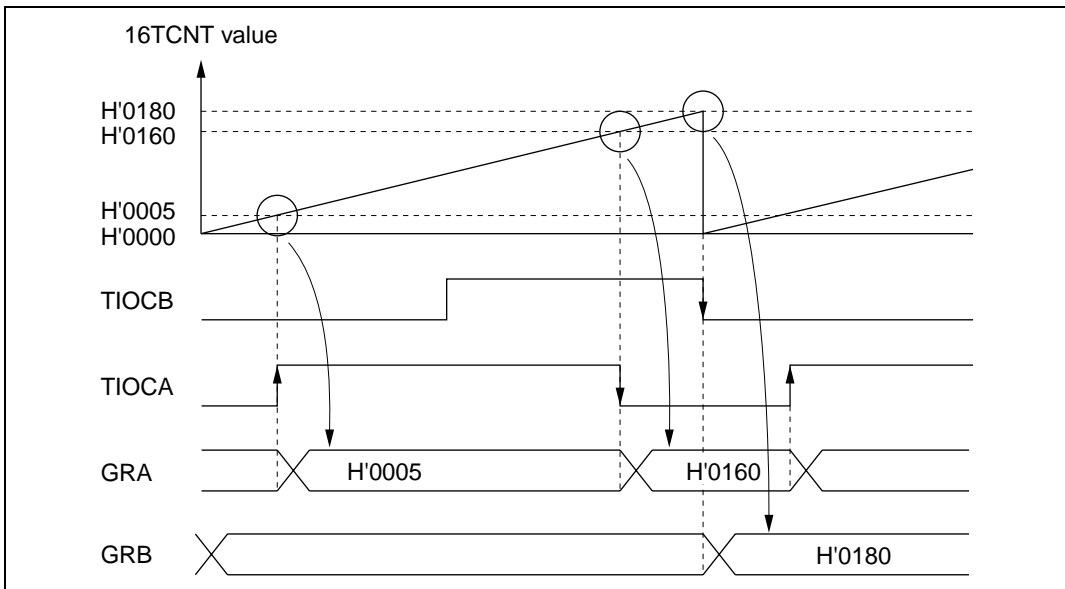 16TCNT value
H'0180
H'0160
H'0005
H'0000
TIOCB
TIOCA
GRA H'0005 H'0160
GRB H'0180